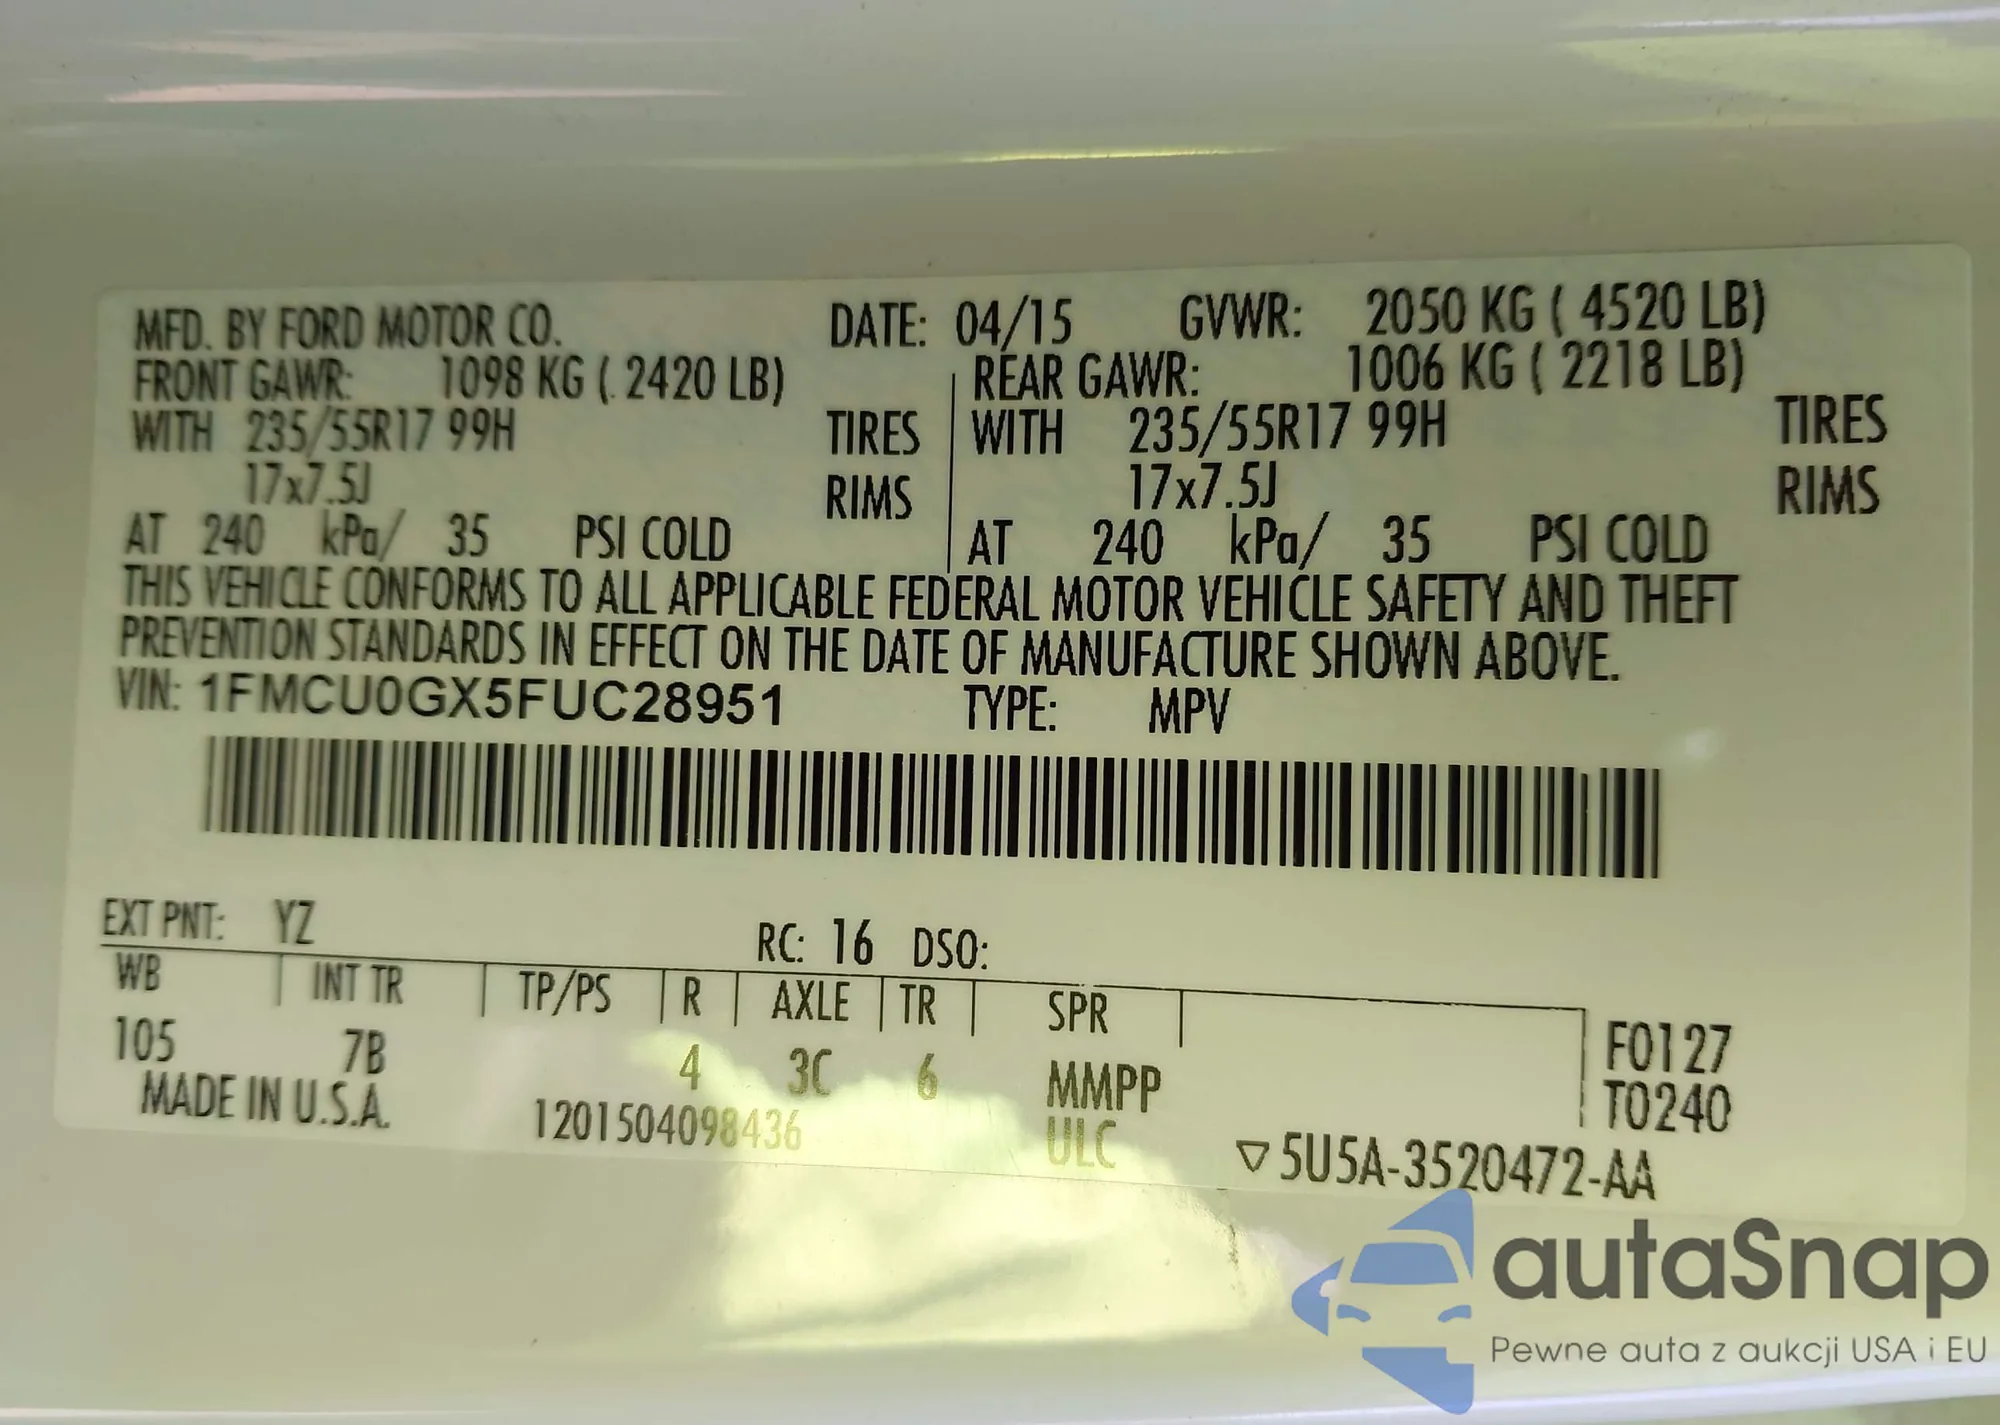 MFD. BY FORD MOTOR CO. DATE: 04/15 GVWR: 2050 KG ( 4520 LB)
FRONT GAWR: 1098 KG ( 2420 LB) REAR GAWR: 1006 KG ( 2218 LB)
WITH 235/55R17 99H TIRES WITH 235/55R17 99H TIRES
17x7.5J RIMS 17x7.5J RIMS
AT 240 kPa/ 35 PSI COLD AT 240 kPa/ 35 PSI COLD
THIS VEHICLE CONFORMS TO ALL APPLICABLE FEDERAL MOTOR VEHICLE SAFETY AND THEFT
PREVENTION STANDARDS IN EFFECT ON THE DATE OF MANUFACTURE SHOWN ABOVE.
VIN: 1FMCU0GX5FUC28951 TYPE: MPV
EXT PNT: YZ RC: 16 DSO:
WB INT TR TP/PS R AXLE TR SPR
105 7B 4 3C 6 MMPP F0127
MADE IN U.S.A. 1201504098436 ULC T0240
▽5U5A-3520472-AA
autaSnap
Pewne auta z aukcji USA i EU